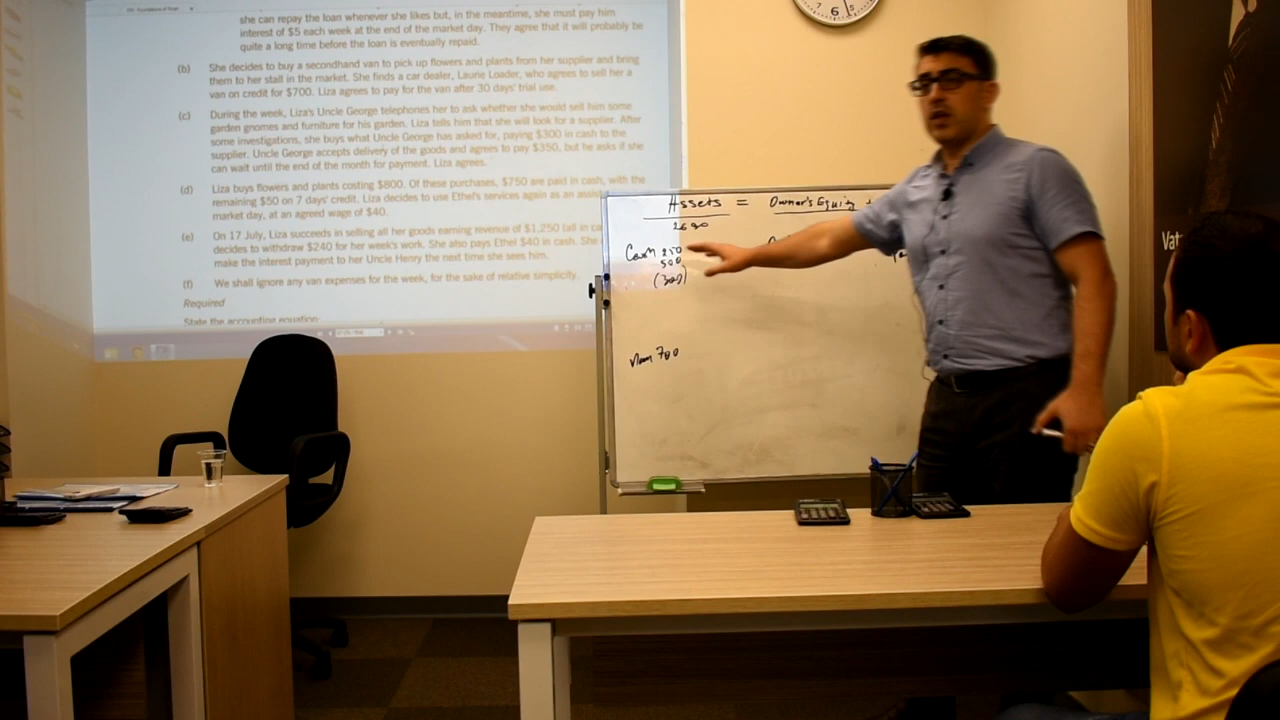 she can repay the loan whenever she likes but, in the meantime, she must pay him
interest of $5 each week at the end of the market day. They agree that it will probably be
quite a long time before the loan is eventually repaid.
(b) She decides to buy a secondhand van to pick up flowers and plants from her supplier and bring
them to her stall in the market. She finds a car dealer, Laurie Loader, who agrees to sell her a
van on credit for $700. Liza agrees to pay for the van after 30 days' trial use.
(c) During the week, Liza's Uncle George telephones her to ask whether she would sell him some
garden gnomes and furniture for his garden. Liza tells him that she will look for a supplier. After
some investigations, she buys what Uncle George has asked for, paying $300 in cash to the
supplier. Uncle George accepts delivery of the goods and agrees to pay $350, but he asks if she
can wait until the end of the month for payment. Liza agrees.
(d) Liza buys flowers and plants costing $800. Of these purchases, $750 are paid in cash, with the
remaining $50 on 7 days' credit. Liza decides to use Ethel's services again as an
market day, at an agreed wage of $40.
(e) On 17 July, Liza succeeds in selling all her goods earning revenue of $1,250 (all in
decides to withdraw $240 for her week's work. She also pays Ethel $40 in cash. She
make the interest payment to her Uncle Henry the next time she sees him.
(f) We shall ignore any van expenses for the week, for the sake of relative simplicity.
Required
State the accounting equation
Assets = Owner's Equity +
Cash 250
500
(300)
700
7 6 5
Vat